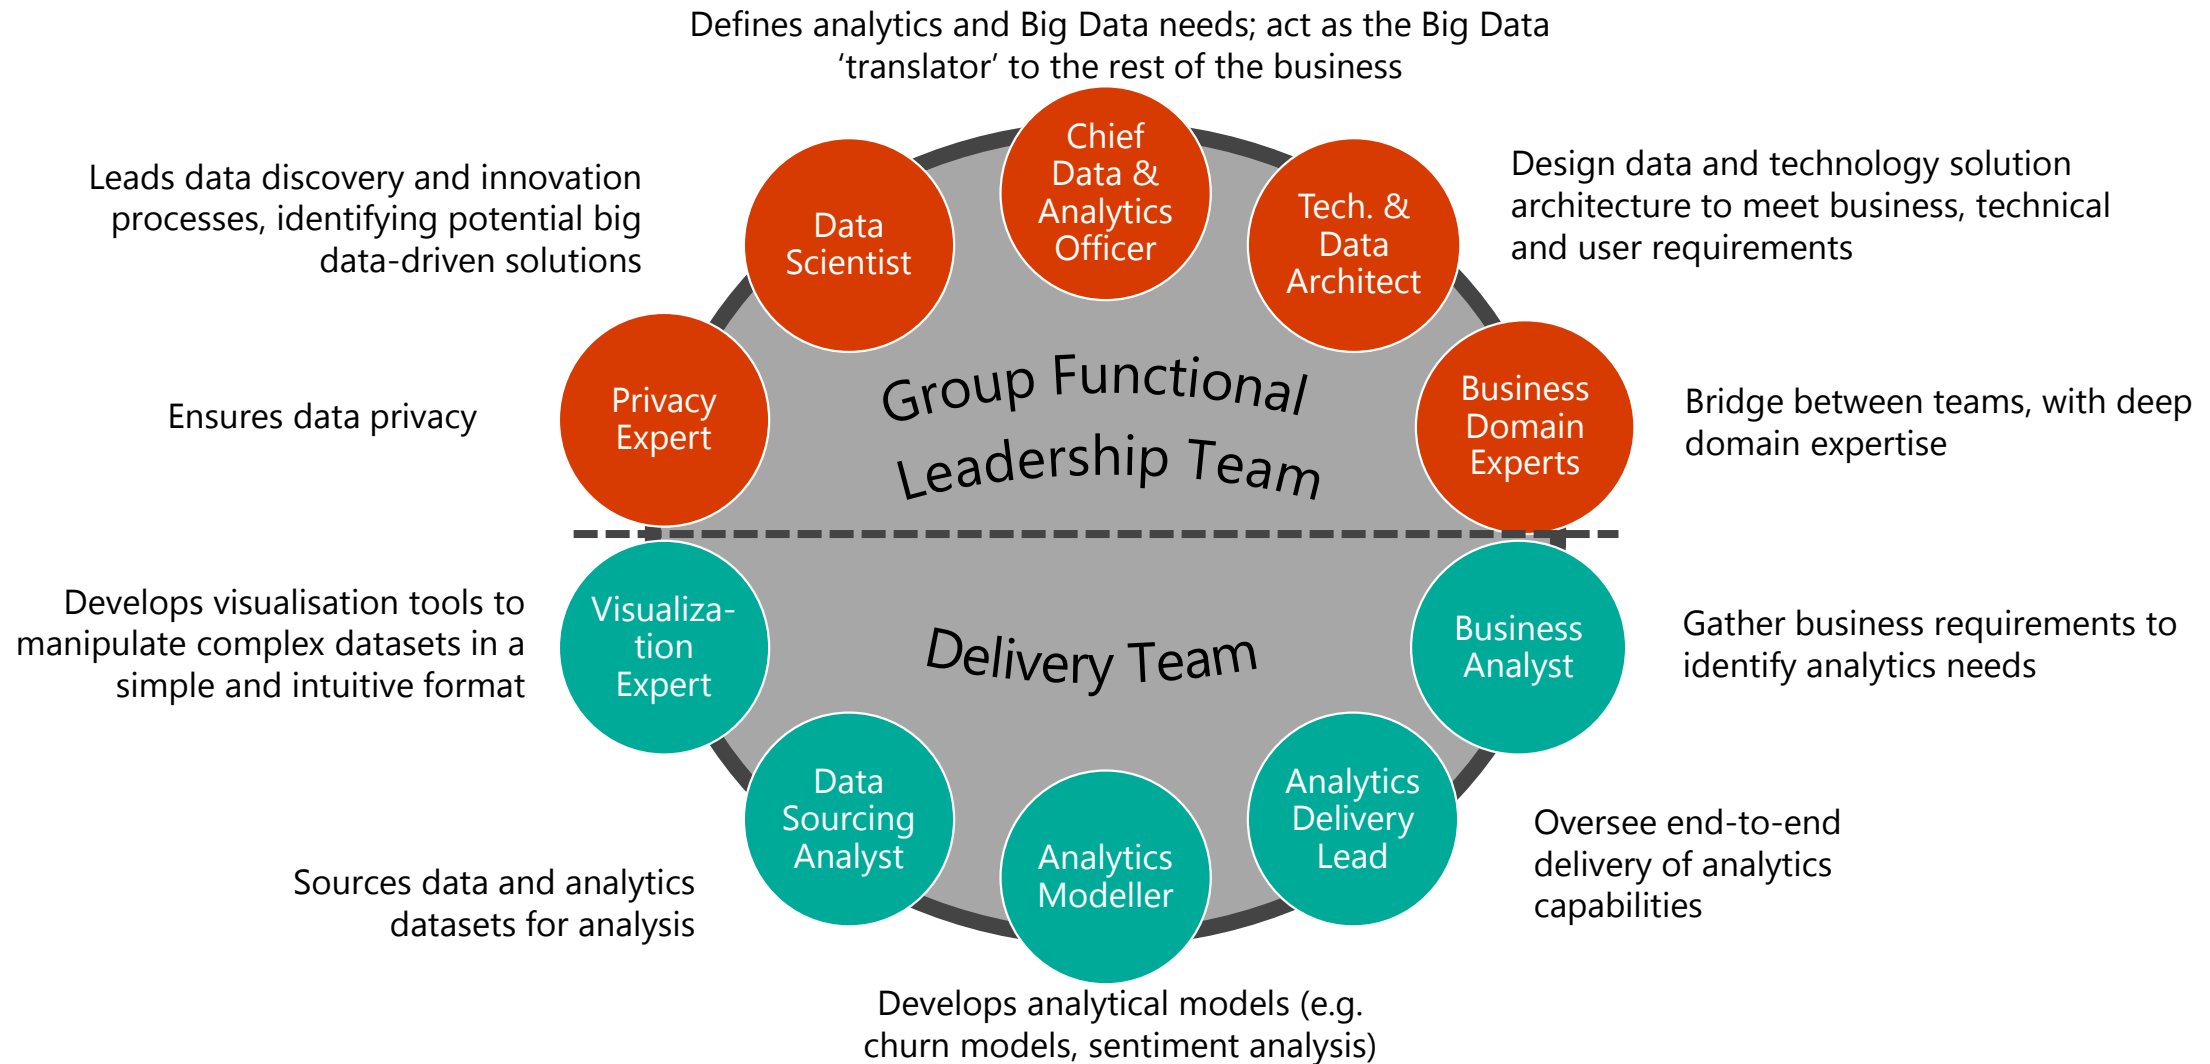 Defines analytics and Big Data needs; act as the Big Data
‘translator’ to the rest of the business
Chief
Data &
Analytics
Officer
Leads data discovery and innovation
processes, identifying potential big
data-driven solutions
Data
Scientist
Tech. &
Data
Architect
Design data and technology solution
architecture to meet business, technical
and user requirements
Ensures data privacy
Privacy
Expert
Group Functional
Leadership Team
Business
Domain
Experts
Bridge between teams, with deep
domain expertise
Develops visualisation tools to
manipulate complex datasets in a
simple and intuitive format
Visualiza-
tion
Expert
Delivery Team
Business
Analyst
Gather business requirements to
identify analytics needs
Sources data and analytics
datasets for analysis
Data
Sourcing
Analyst
Analytics
Modeller
Analytics
Delivery
Lead
Oversee end-to-end
delivery of analytics
capabilities
Develops analytical models (e.g.
churn models, sentiment analysis)